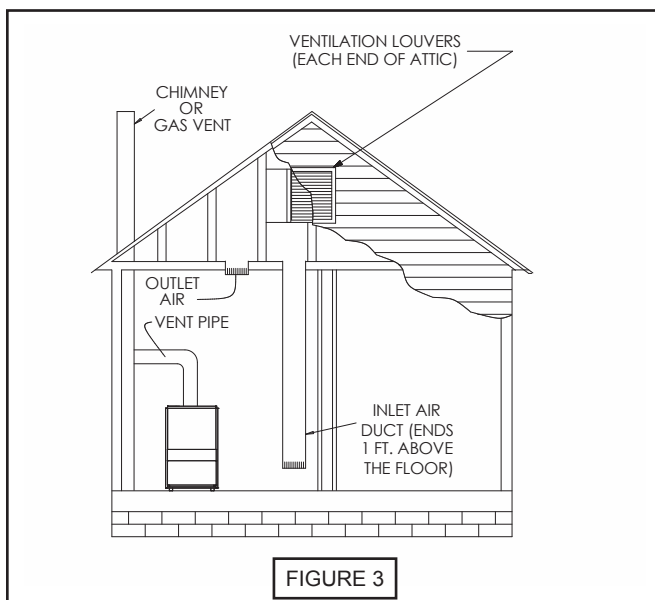 VENTILATION LOUVERS
(EACH END OF ATTIC)
CHIMNEY
OR
GAS VENT
OUTLET
AIR
VENT PIPE
INLET AIR
DUCT (ENDS
1 FT. ABOVE
THE FLOOR)
FIGURE 3